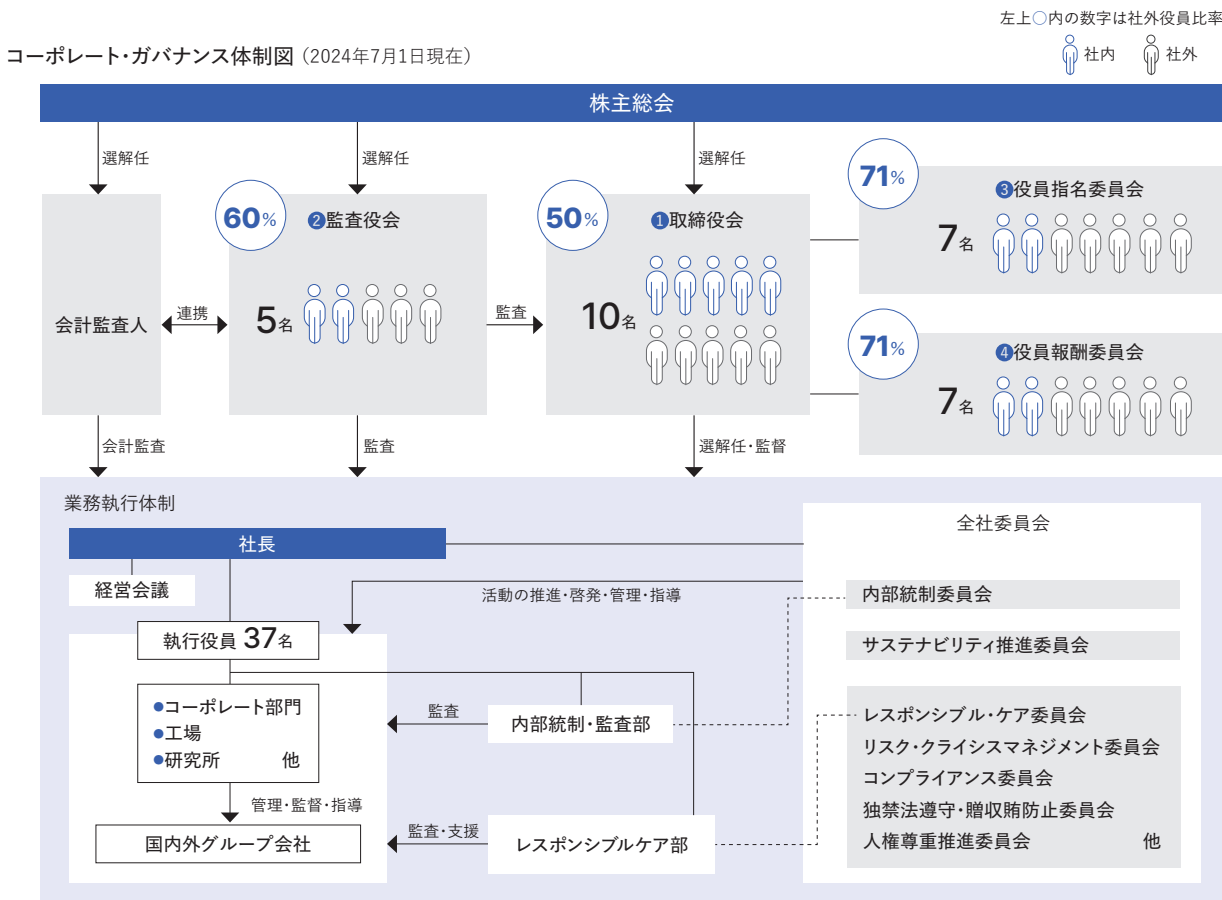 左上○内の数字は社外役員比率
コーポレート・ガバナンス体制図（2024年7月1日現在）
社内
社外
株主総会
選解任
選解任
選解任
会計監査人
連携
60%
❷監査役会
5名
監査
50%
❶取締役会
10名
71%
❸役員指名委員会
7名
71%
❹役員報酬委員会
7名
会計監査
監査
選解任・監督
業務執行体制
社長
経営会議
執行役員 37名
●コーポレート部門
●工場
●研究所 他
管理・監督・指導
国内外グループ会社
活動の推進・啓発・管理・指導
監査
内部統制・監査部
監査・支援
レスポンシブルケア部
全社委員会
内部統制委員会
サステナビリティ推進委員会
レスポンシブル・ケア委員会
リスク・クライシスマネジメント委員会
コンプライアンス委員会
独禁法遵守・贈収賄防止委員会
人権尊重推進委員会 他